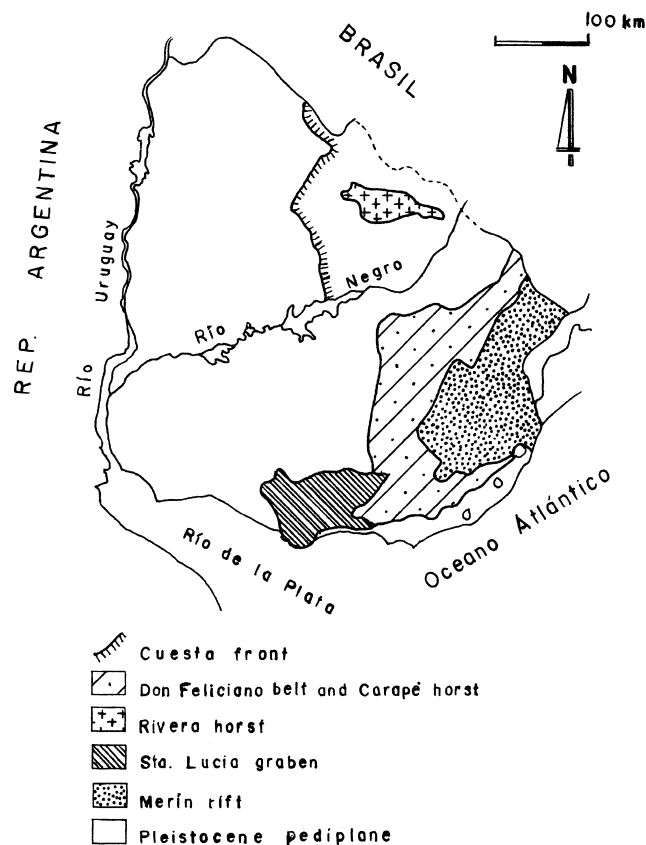 100 km
BRASIL
N
REP. ARGENTINA
Río Uruguay
Río Negro
Río de la Plata
Oceano Atlántico
Cuesta front
Don Feliciano belt and Carapé horst
Rivera horst
Sta. Lucia graben
Merín rift
Pleistocene pediplane